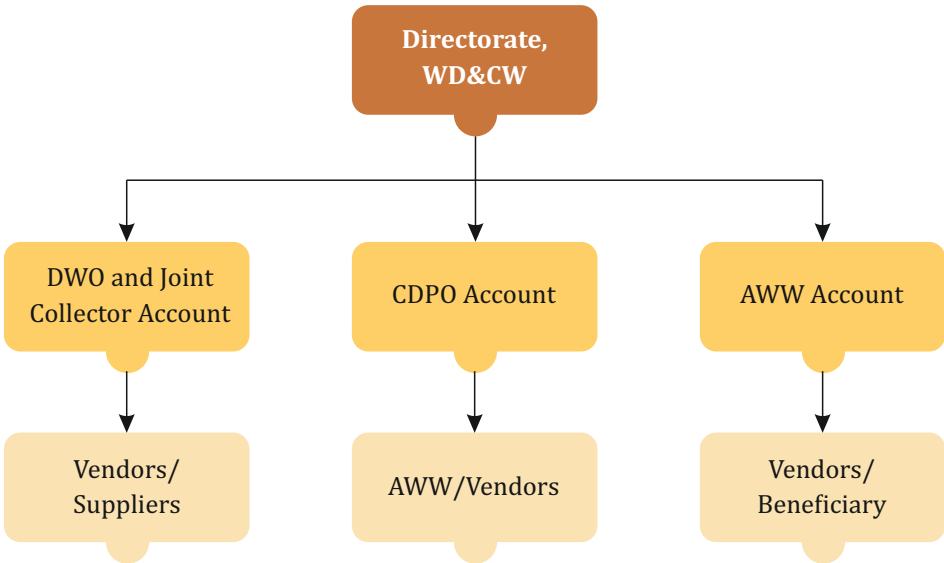 Directorate,
WD&CW
DWO and Joint
Collector Account
CDPO Account
AWW Account
Vendors/
Suppliers
AWW/Vendors
Vendors/
Beneficiary